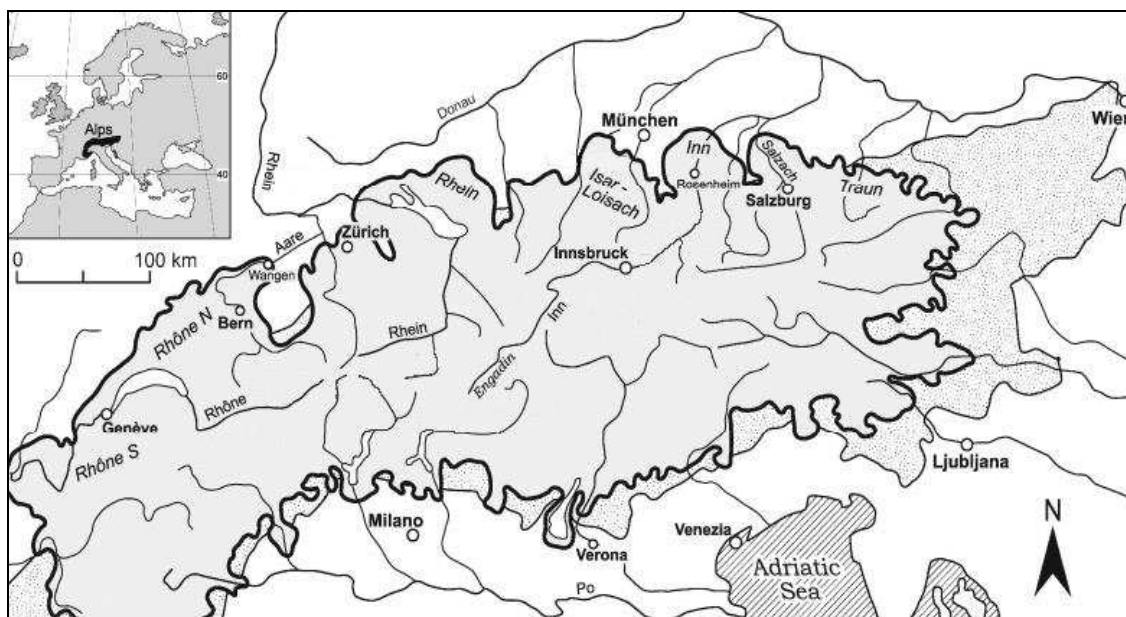 60
Alps
40
0 100 km
Donau
Rhein
München
Wien
Inn
Rosenheim
Salzach
Salzburg
Traun
Isar -
Loisach
Rhein
Zürich
Aare
Wangen
Innsbruck
Bern
Rhône N
Rhein
Inn
Engadin
Rhône
Genève
Rhône S
Ljubljana
Milano
Verona
Venezia
Adriatic
Sea
Po
N